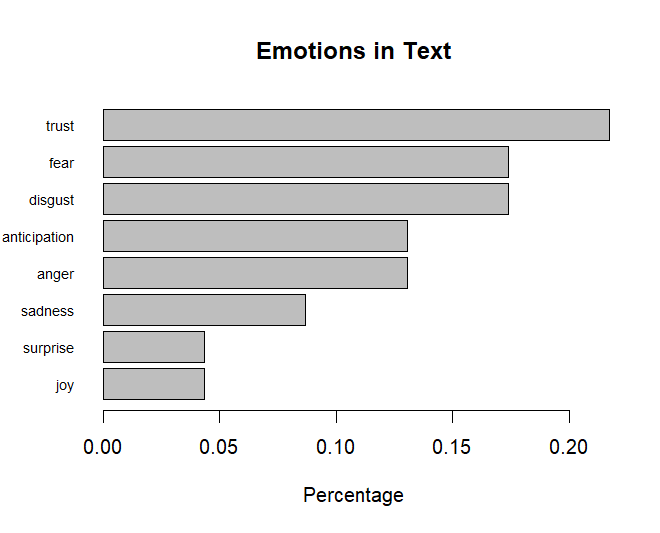 Emotions in Text
trust
fear
disgust
anticipation
anger
sadness
surprise
joy
0.00 0.05 0.10 0.15 0.20
Percentage